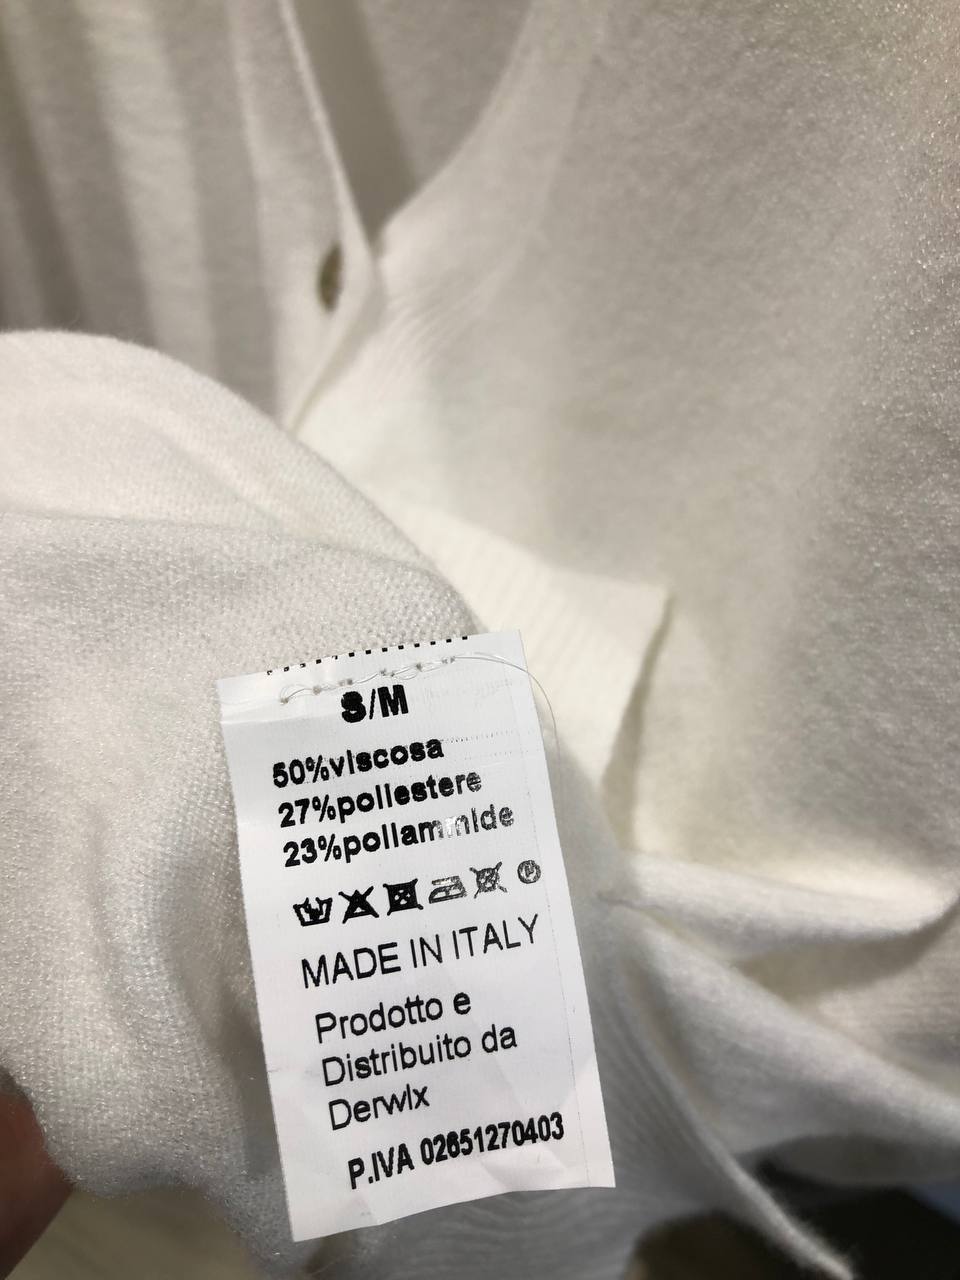 S/M
50%viscosa
27%poliestere
23%poliammide
MADE IN ITALY
Prodotto e
Distribuito da
Derwix
P.IVA 02651270403